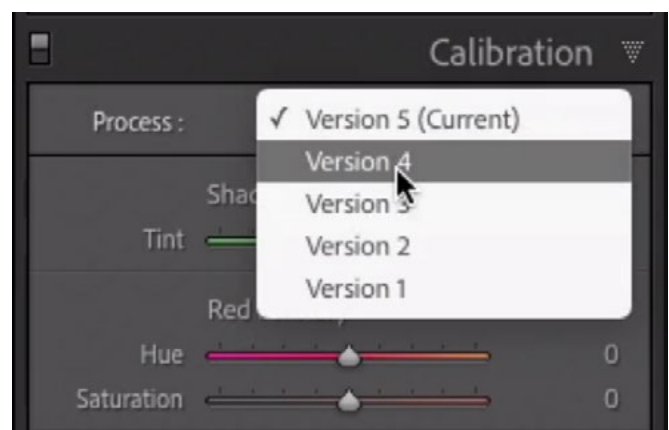 Calibration
Process :
✓ Version 5 (Current)
Version 4
Version 3
Version 2
Version 1
Tint
Red
Hue 0
Saturation 0